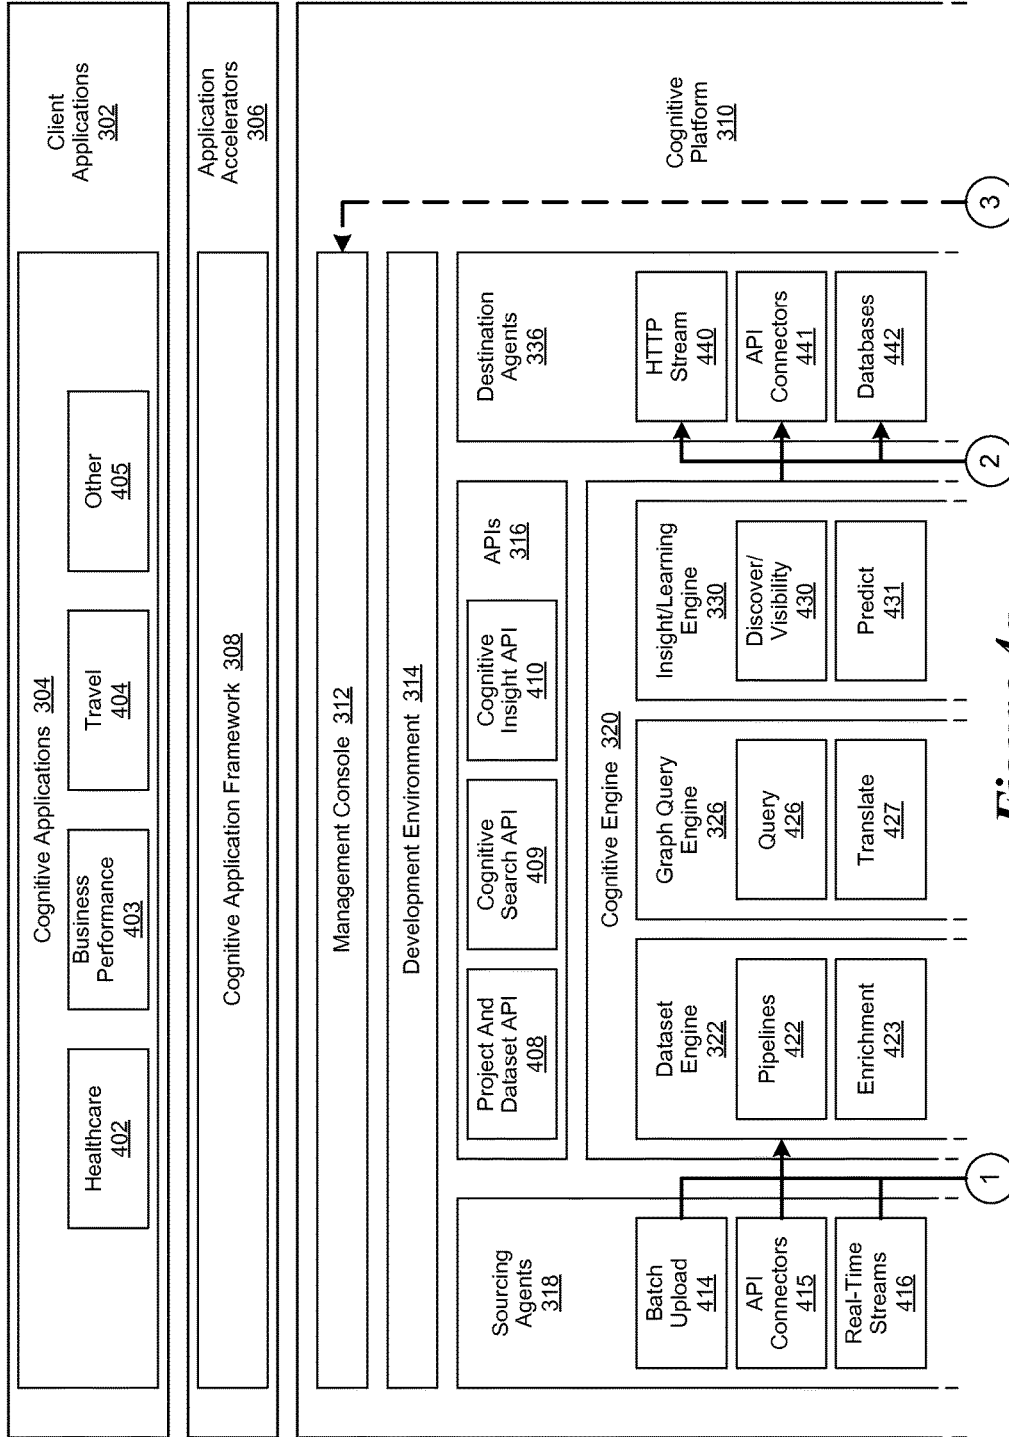 Client
Applications
302
Cognitive Applications 304
Healthcare
402
Business
Performance
403
Travel
404
Other
405
Application
Accelerators
306
Cognitive Application Framework 308
Cognitive
Platform
310
Management Console 312
Development Environment 314
Sourcing
Agents
318
Batch
Upload
414
API
Connectors
415
Real-Time
Streams
416
Project And
Dataset API
408
Cognitive
Search API
409
Cognitive
Insight API
410
APIs
316
Cognitive Engine 320
Dataset
Engine
322
Pipelines
422
Enrichment
423
Graph Query
Engine
326
Query
426
Translate
427
Insight/Learning
Engine
330
Discover/
Visibility
430
Predict
431
Destination
Agents
336
HTTP
Stream
440
API
Connectors
441
Databases
442
1
2
3